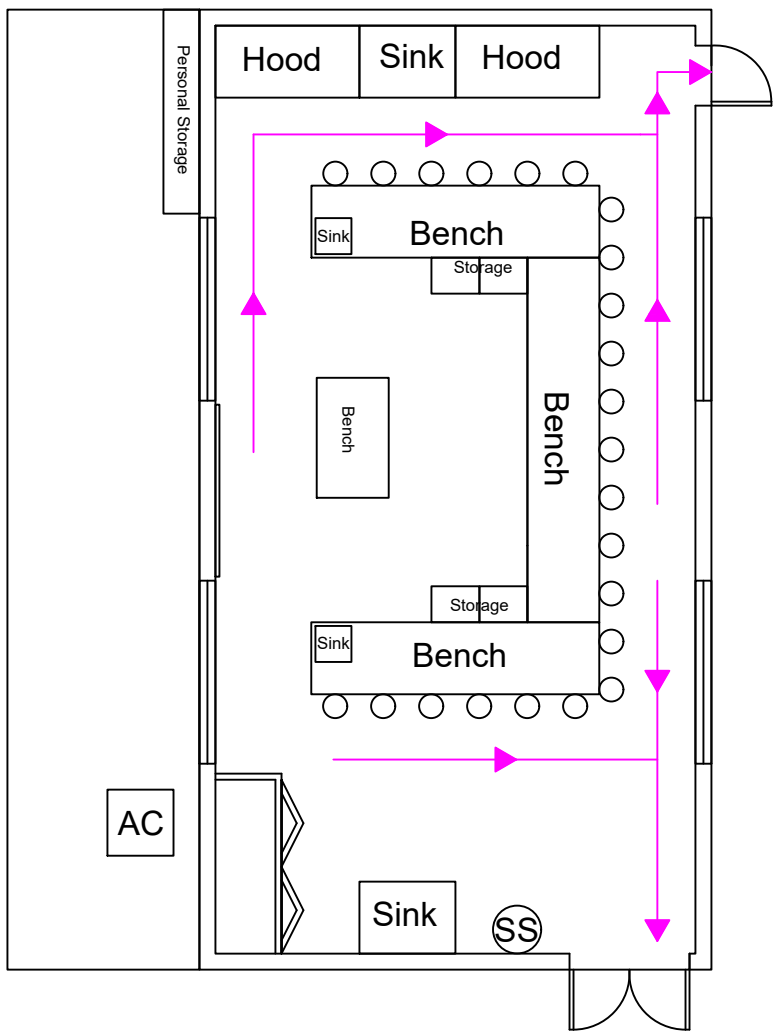 Hood
Sink
Hood
Personal Storage
Sink
Bench
Storage
Bench
Bench
Storage
Sink
Bench
AC
Sink
SS